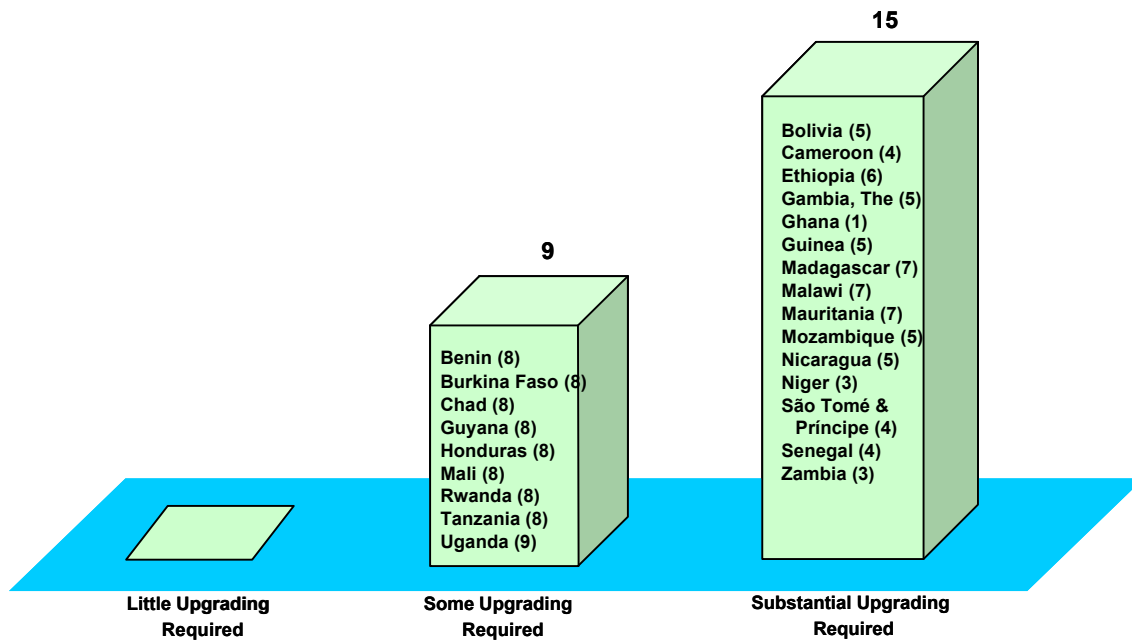 15
Bolivia (5)
Cameroon (4)
Ethiopia (6)
Gambia, The (5)
Ghana (1)
Guinea (5)
Madagascar (7)
Malawi (7)
Mauritania (7)
Mozambique (5)
Nicaragua (5)
Niger (3)
São Tomé &
Príncipe (4)
Senegal (4)
Zambia (3)
9
Benin (8)
Burkina Faso (8)
Chad (8)
Guyana (8)
Honduras (8)
Mali (8)
Rwanda (8)
Tanzania (8)
Uganda (9)
Little Upgrading
Required
Some Upgrading
Required
Substantial Upgrading
Required